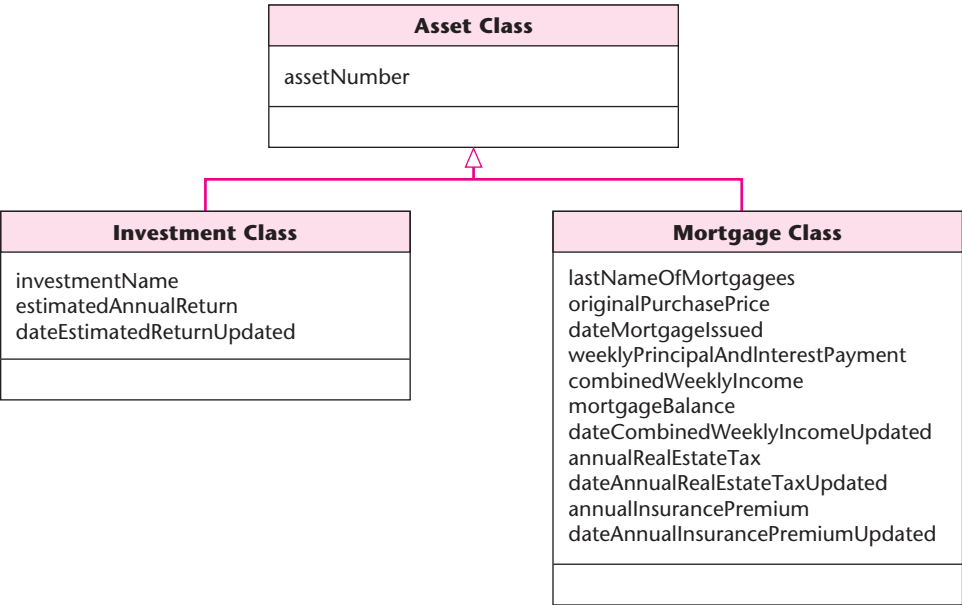 Asset Class
assetNumber
Investment Class
investmentName
estimatedAnnualReturn
dateEstimatedReturnUpdated
Mortgage Class
lastNameOfMortgagees
originalPurchasePrice
dateMortgageIssued
weeklyPrincipalAndInterestPayment
combinedWeeklyIncome
mortgageBalance
dateCombinedWeeklyIncomeUpdated
annualRealEstateTax
dateAnnualRealEstateTaxUpdated
annualInsurancePremium
dateAnnualInsurancePremiumUpdated